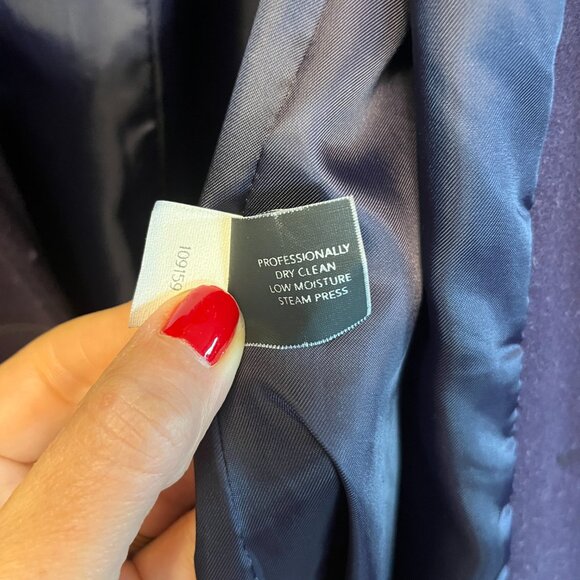 PROFESSIONALLY
DRY CLEAN
LOW MOISTURE
STEAM PRESS
109159